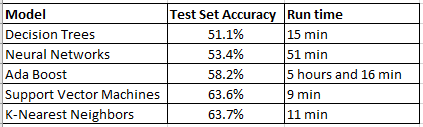 Model Test Set Accuracy Run time
Decision Trees 51.1% 15 min
Neural Networks 53.4% 51 min
Ada Boost 58.2% 5 hours and 16 min
Support Vector Machines 63.6% 9 min
K-Nearest Neighbors 63.7% 11 min